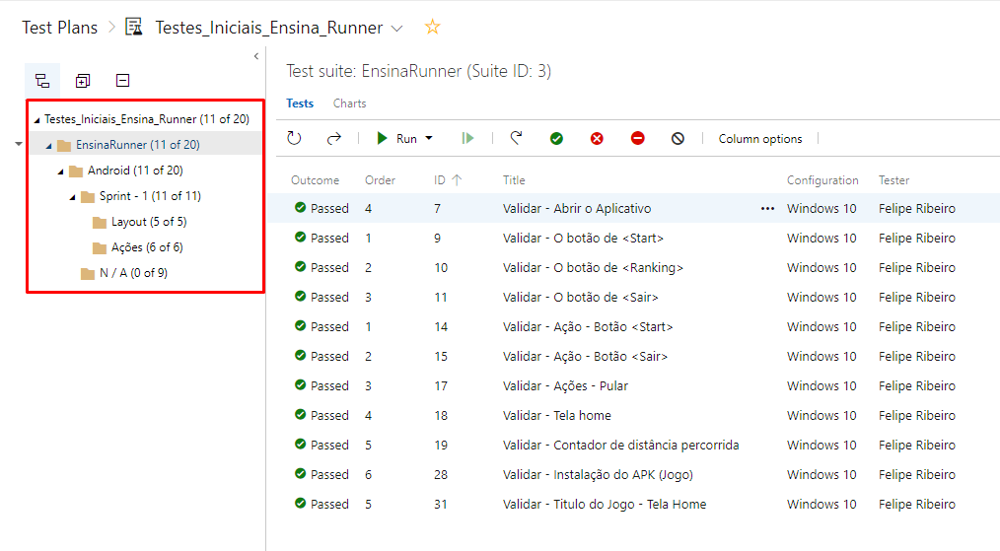 Test Plans > Testes_Iniciais_Ensina_Runner
Testes_Iniciais_Ensina_Runner (11 of 20)
EnsinaRunner (11 of 20)
Android (11 of 20)
Sprint - 1 (11 of 11)
Layout (5 of 5)
Ações (6 of 6)
N / A (0 of 9)
Test suite: EnsinaRunner (Suite ID: 3)
Tests Charts
Run Column options
Outcome Order ID Title Configuration Tester
Passed 4 7 Validar - Abrir o Aplicativo ••• Windows 10 Felipe Ribeiro
Passed 1 9 Validar - O botão de <Start> Windows 10 Felipe Ribeiro
Passed 2 10 Validar - O botão de <Ranking> Windows 10 Felipe Ribeiro
Passed 3 11 Validar - O botão de <Sair> Windows 10 Felipe Ribeiro
Passed 1 14 Validar - Ação - Botão <Start> Windows 10 Felipe Ribeiro
Passed 2 15 Validar - Ação - Botão <Sair> Windows 10 Felipe Ribeiro
Passed 3 17 Validar - Ações - Pular Windows 10 Felipe Ribeiro
Passed 4 18 Validar - Tela home Windows 10 Felipe Ribeiro
Passed 5 19 Validar - Contador de distância percorrida Windows 10 Felipe Ribeiro
Passed 6 28 Validar - Instalação do APK (Jogo) Windows 10 Felipe Ribeiro
Passed 5 31 Validar - Titulo do Jogo - Tela Home Windows 10 Felipe Ribeiro